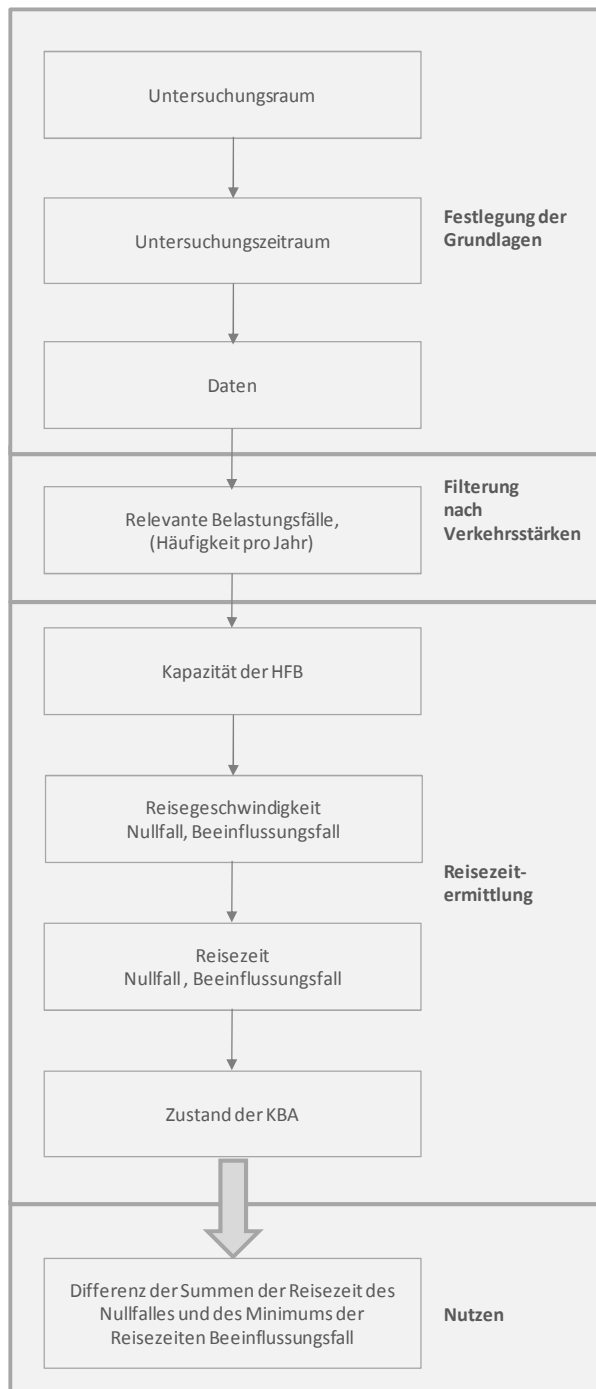 Untersuchungsraum
Untersuchungszeitraum
Festlegung der
Grundlagen
Daten
Relevante Belastungsfälle,
(Häufigkeit pro Jahr)
Filterung
nach
Verkehrsstärken
Kapazität der HFB
Reisegeschwindigkeit
Nullfall, Beeinflussungsfall
Reisezeit-
ermittlung
Reisezeit
Nullfall , Beeinflussungsfall
Zustand der KBA
Differenz der Summen der Reisezeit des
Nullfalles und des Minimums der
Reisezeiten Beeinflussungsfall
Nutzen